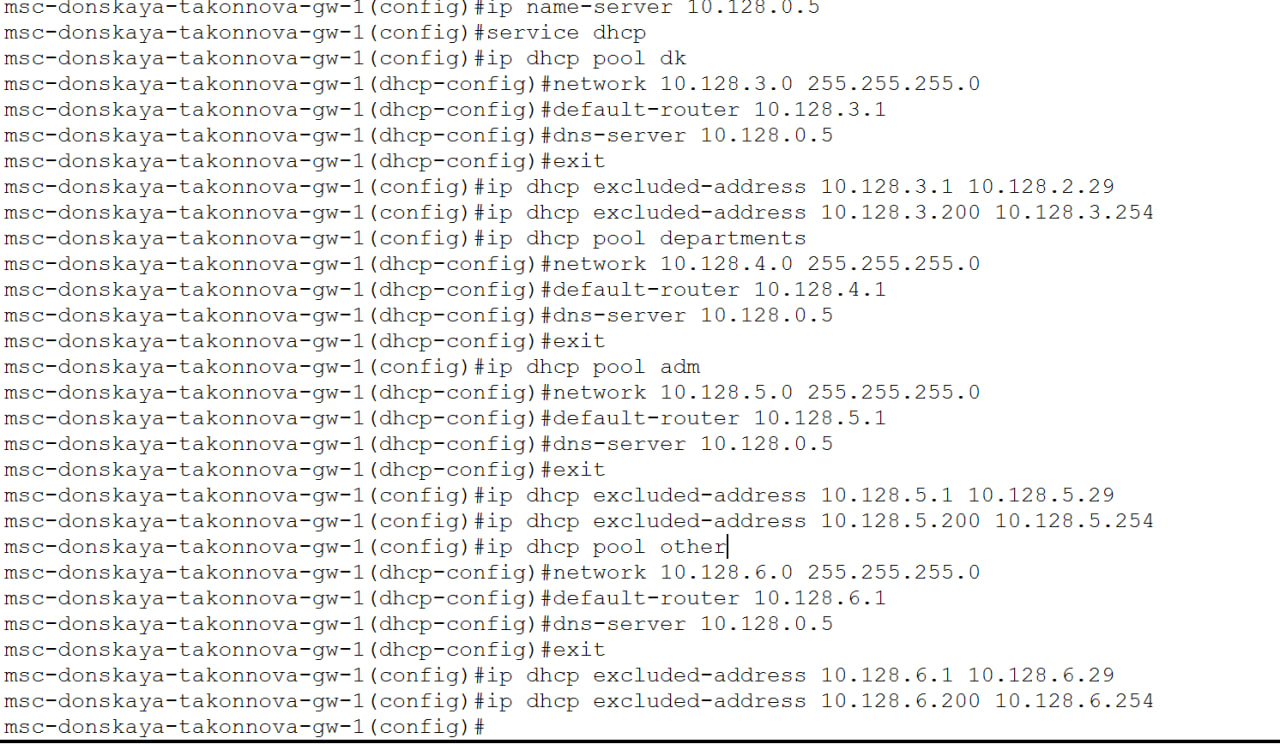 msc-donskaya-takonnova-gw-1(config)#ip name-server 10.128.0.5
msc-donskaya-takonnova-gw-1(config)#service dhcp
msc-donskaya-takonnova-gw-1(config)#ip dhcp pool dk
msc-donskaya-takonnova-gw-1(dhcp-config)#network 10.128.3.0 255.255.255.0
msc-donskaya-takonnova-gw-1(dhcp-config)#default-router 10.128.3.1
msc-donskaya-takonnova-gw-1(dhcp-config)#dns-server 10.128.0.5
msc-donskaya-takonnova-gw-1(dhcp-config)#exit
msc-donskaya-takonnova-gw-1(config)#ip dhcp excluded-address 10.128.3.1 10.128.2.29
msc-donskaya-takonnova-gw-1(config)#ip dhcp excluded-address 10.128.3.200 10.128.3.254
msc-donskaya-takonnova-gw-1(config)#ip dhcp pool departments
msc-donskaya-takonnova-gw-1(dhcp-config)#network 10.128.4.0 255.255.255.0
msc-donskaya-takonnova-gw-1(dhcp-config)#default-router 10.128.4.1
msc-donskaya-takonnova-gw-1(dhcp-config)#dns-server 10.128.0.5
msc-donskaya-takonnova-gw-1(dhcp-config)#exit
msc-donskaya-takonnova-gw-1(config)#ip dhcp pool adm
msc-donskaya-takonnova-gw-1(dhcp-config)#network 10.128.5.0 255.255.255.0
msc-donskaya-takonnova-gw-1(dhcp-config)#default-router 10.128.5.1
msc-donskaya-takonnova-gw-1(dhcp-config)#dns-server 10.128.0.5
msc-donskaya-takonnova-gw-1(dhcp-config)#exit
msc-donskaya-takonnova-gw-1(config)#ip dhcp excluded-address 10.128.5.1 10.128.5.29
msc-donskaya-takonnova-gw-1(config)#ip dhcp excluded-address 10.128.5.200 10.128.5.254
msc-donskaya-takonnova-gw-1(config)#ip dhcp pool other
msc-donskaya-takonnova-gw-1(dhcp-config)#network 10.128.6.0 255.255.255.0
msc-donskaya-takonnova-gw-1(dhcp-config)#default-router 10.128.6.1
msc-donskaya-takonnova-gw-1(dhcp-config)#dns-server 10.128.0.5
msc-donskaya-takonnova-gw-1(dhcp-config)#exit
msc-donskaya-takonnova-gw-1(config)#ip dhcp excluded-address 10.128.6.1 10.128.6.29
msc-donskaya-takonnova-gw-1(config)#ip dhcp excluded-address 10.128.6.200 10.128.6.254
msc-donskaya-takonnova-gw-1(config)#